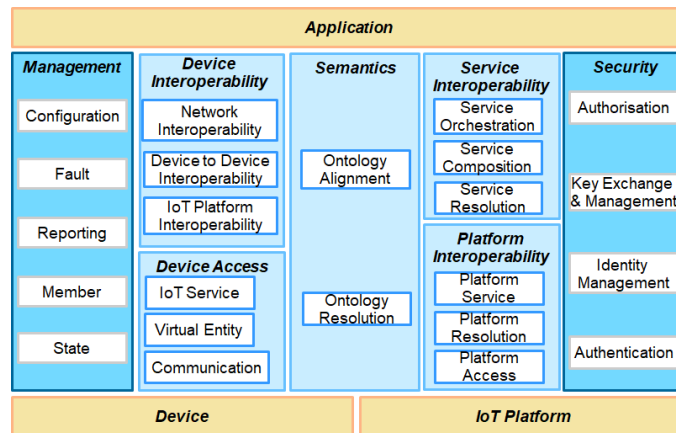 Application
Management
Configuration
Fault
Reporting
Member
State
Device
Interoperability
Network
Interoperability
Device to Device
Interoperability
IoT Platform
Interoperability
Device Access
IoT Service
Virtual Entity
Communication
Semantics
Ontology
Alignment
Ontology
Resolution
Service
Interoperability
Service
Orchestration
Service
Composition
Service
Resolution
Platform
Interoperability
Platform
Service
Platform
Resolution
Platform
Access
Security
Authorisation
Key Exchange
& Management
Identity
Management
Authentication
Device
IoT Platform